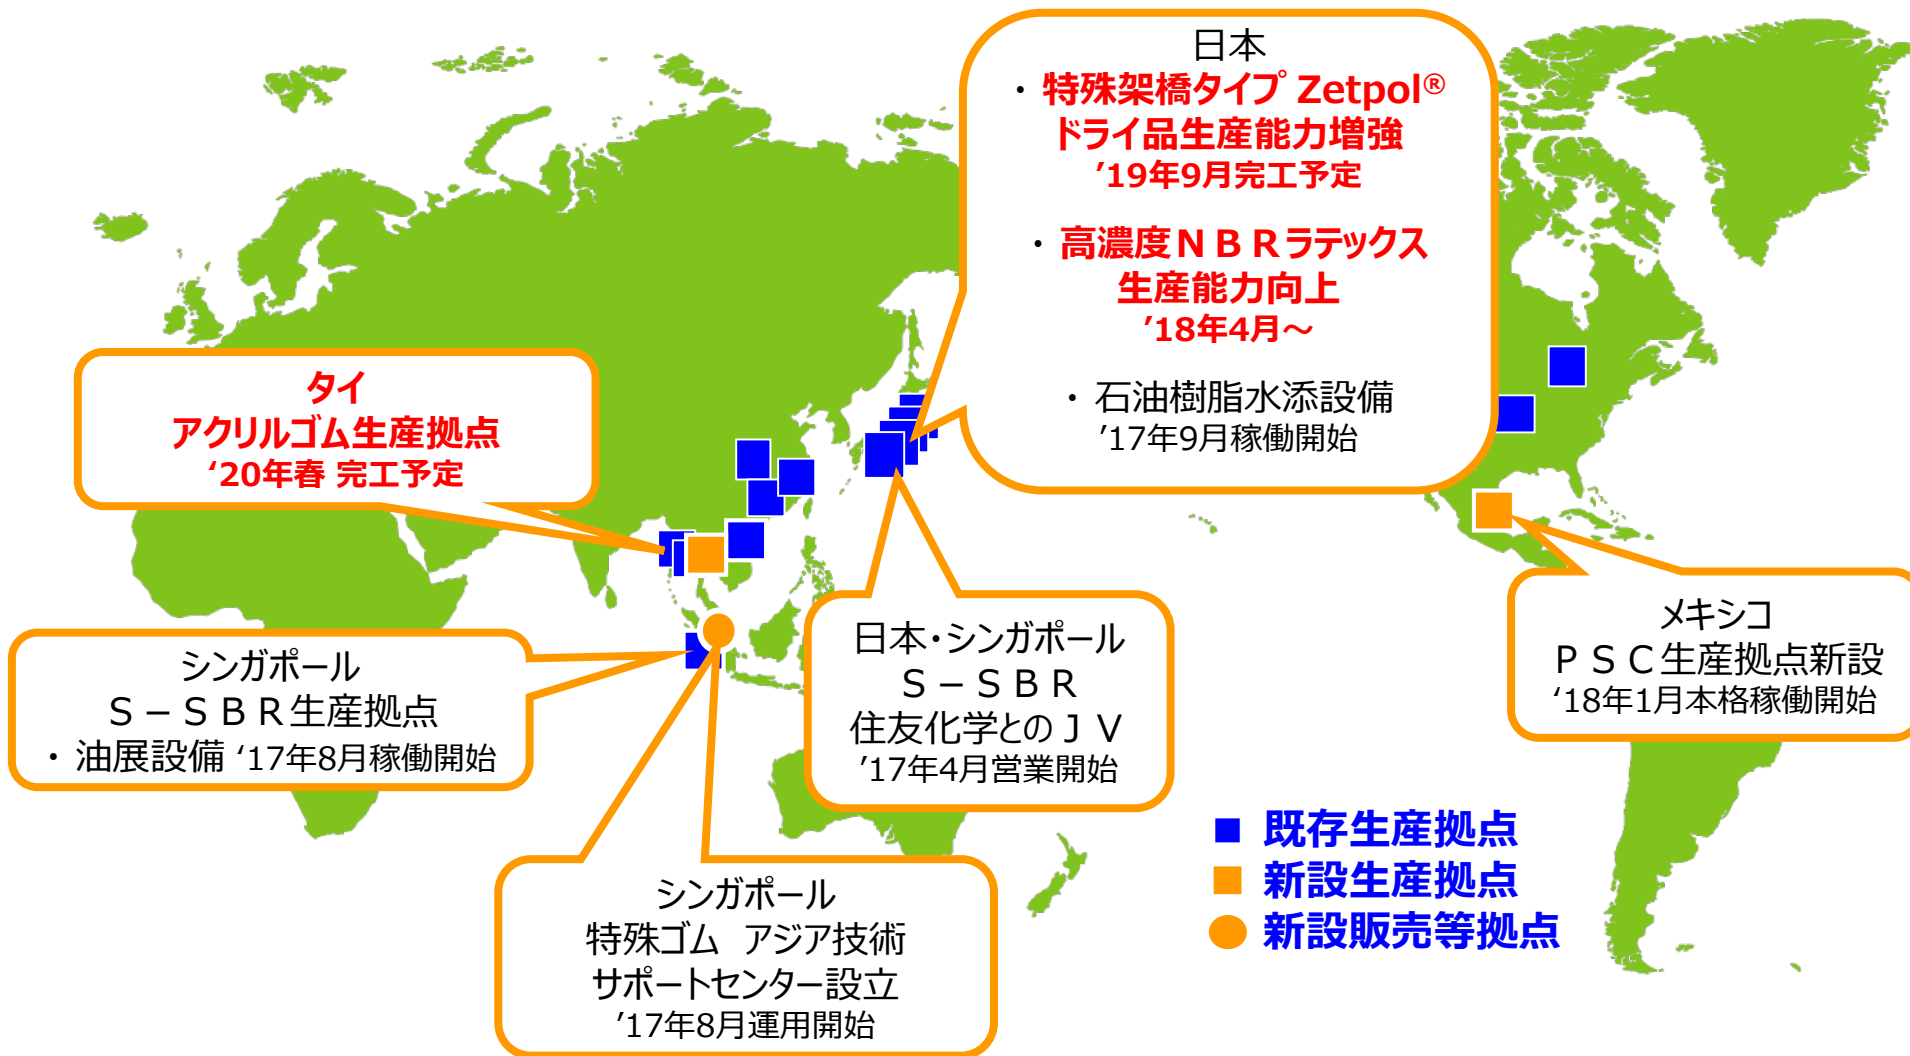 日本
・特殊架橋タイプ Zetpol®
ドライ品生産能力増強
’19年9月完工予定
・高濃度ＮＢＲラテックス
生産能力向上
’18年4月～
・石油樹脂水添設備
’17年9月稼働開始
タイ
アクリルゴム生産拠点
‘20年春 完工予定
シンガポール
Ｓ－ＳＢＲ生産拠点
・油展設備 ‘17年8月稼働開始
日本・シンガポール
Ｓ－ＳＢＲ
住友化学とのＪＶ
’17年4月営業開始
メキシコ
ＰＳＣ生産拠点新設
‘18年1月本格稼働開始
シンガポール
特殊ゴム　アジア技術
サポートセンター設立
’17年8月運用開始
■ 既存生産拠点
■ 新設生産拠点
● 新設販売等拠点